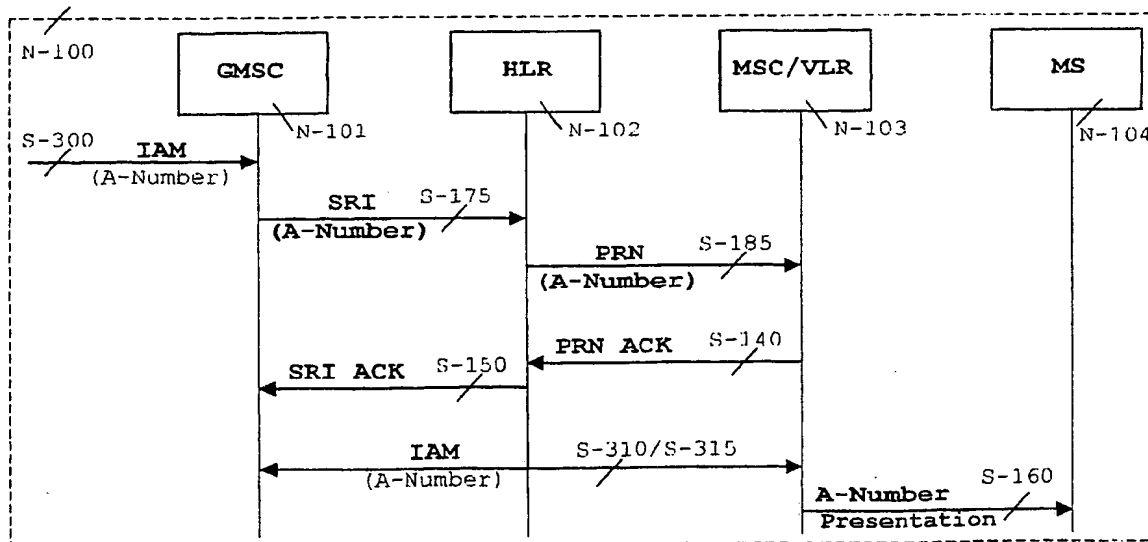 N-100
GMSC
HLR
MSC/VLR
MS
N-101
N-102
N-103
N-104
S-300
IAM
(A-Number)
SRI
S-175
(A-Number)
PRN
S-185
(A-Number)
PRN ACK
S-140
SRI ACK
S-150
IAM
S-310/S-315
(A-Number)
A-Number
S-160
Presentation